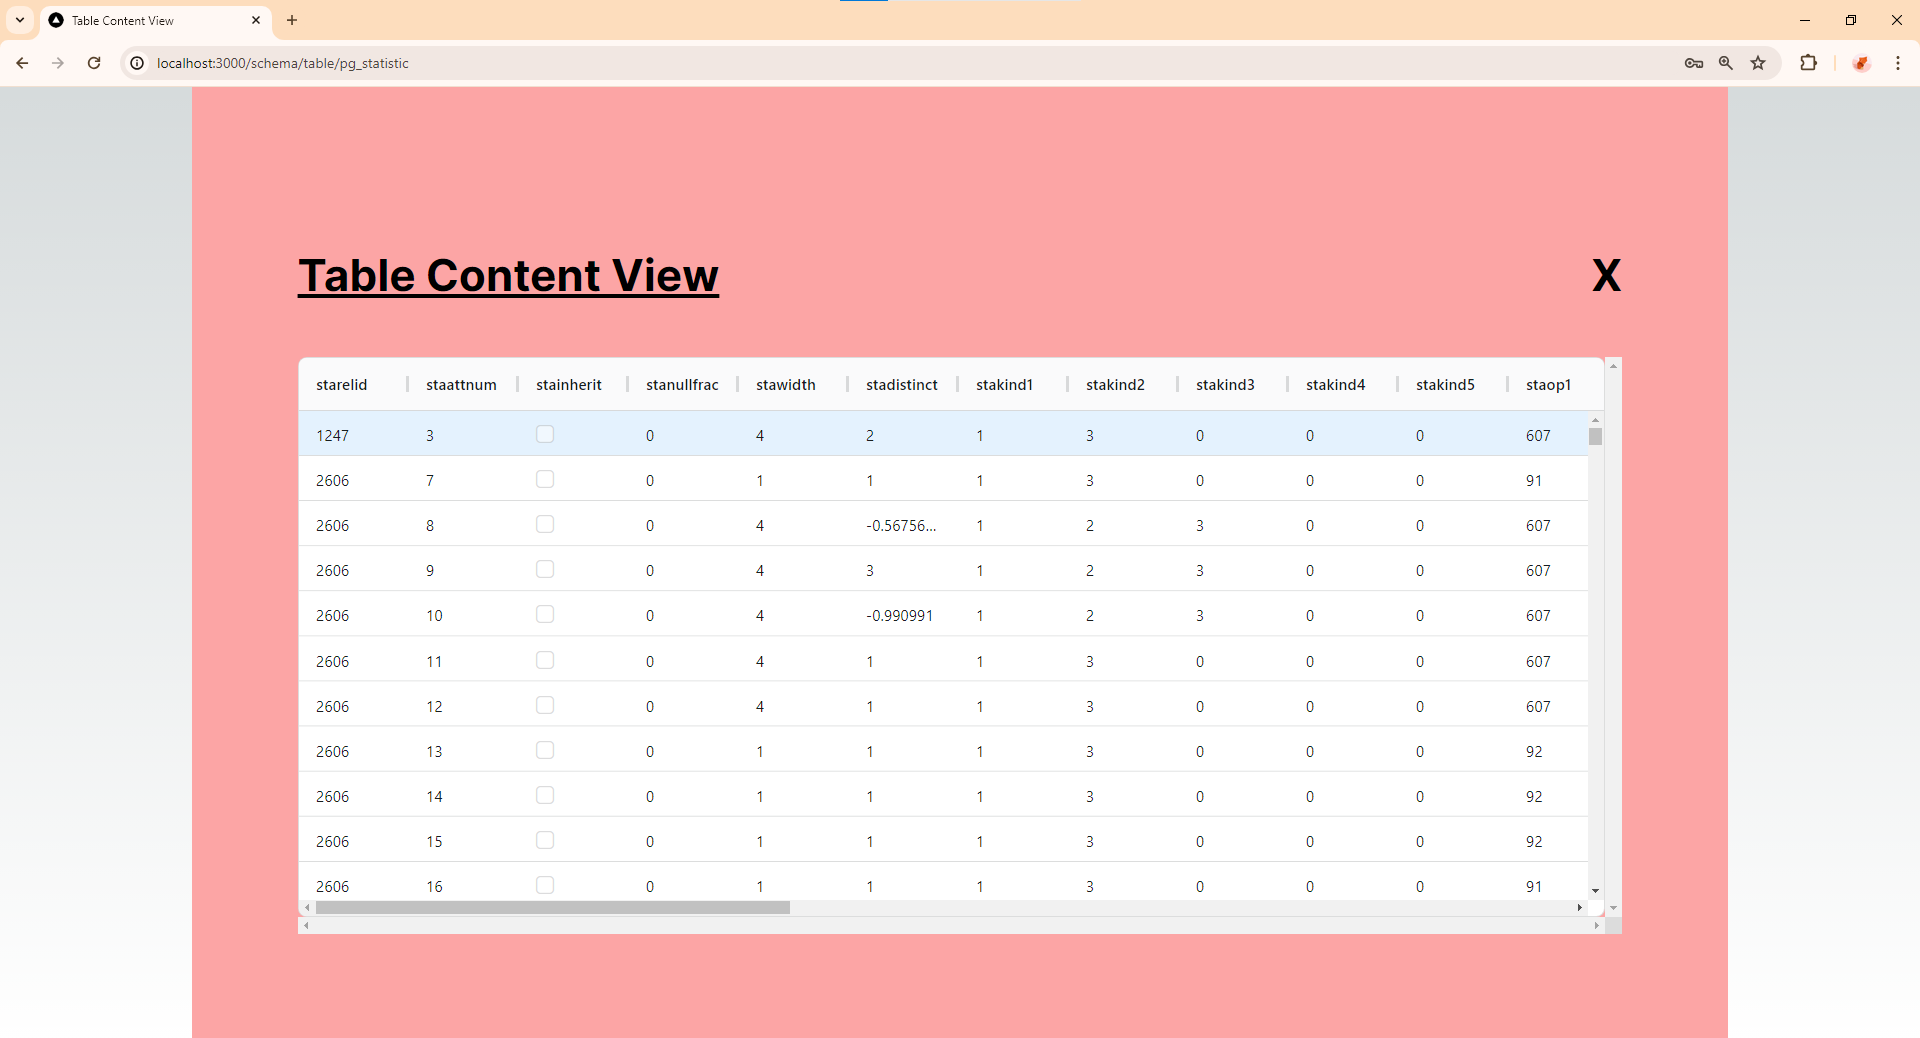 Table Content View
localhost:3000/schema/table/pg_statistic
Table Content View X
starelid staattnum stainherit stanullfrac stawidth stadistinct stakind1 stakind2 stakind3 stakind4 stakind5 staop1
1247 3 0 4 2 1 3 0 0 0 607
2606 7 0 1 1 1 3 0 0 0 91
2606 8 0 4 -0.56756... 1 2 3 0 0 607
2606 9 0 4 3 1 2 3 0 0 607
2606 10 0 4 -0.990991 1 2 3 0 0 607
2606 11 0 4 1 1 3 0 0 0 607
2606 12 0 4 1 1 3 0 0 0 607
2606 13 0 1 1 1 3 0 0 0 92
2606 14 0 1 1 1 3 0 0 0 92
2606 15 0 1 1 1 3 0 0 0 92
2606 16 0 1 1 1 3 0 0 0 91